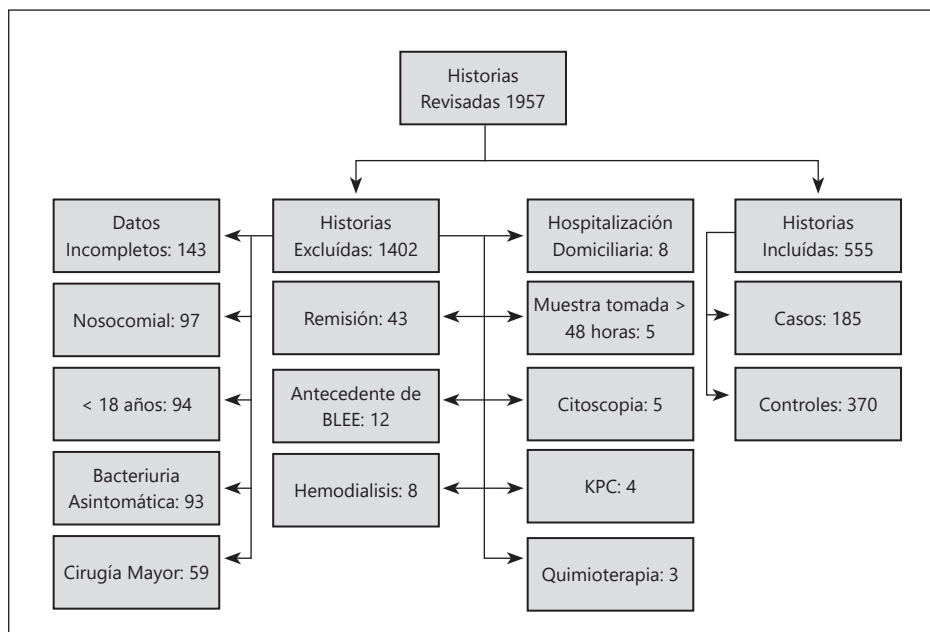 Historias
Revisadas 1957
Datos
Incompletos: 143
Historias
Excluídas: 1402
Hospitalización
Domiciliaria: 8
Historias
Incluídas: 555
Nosocomial: 97
Remisión: 43
Muestra tomada >
48 horas: 5
Casos: 185
< 18 años: 94
Antecedente de
BLEE: 12
Citoscopia: 5
Controles: 370
Bacteriuria
Asintomática: 93
Hemodialisis: 8
KPC: 4
Cirugía Mayor: 59
Quimioterapia: 3